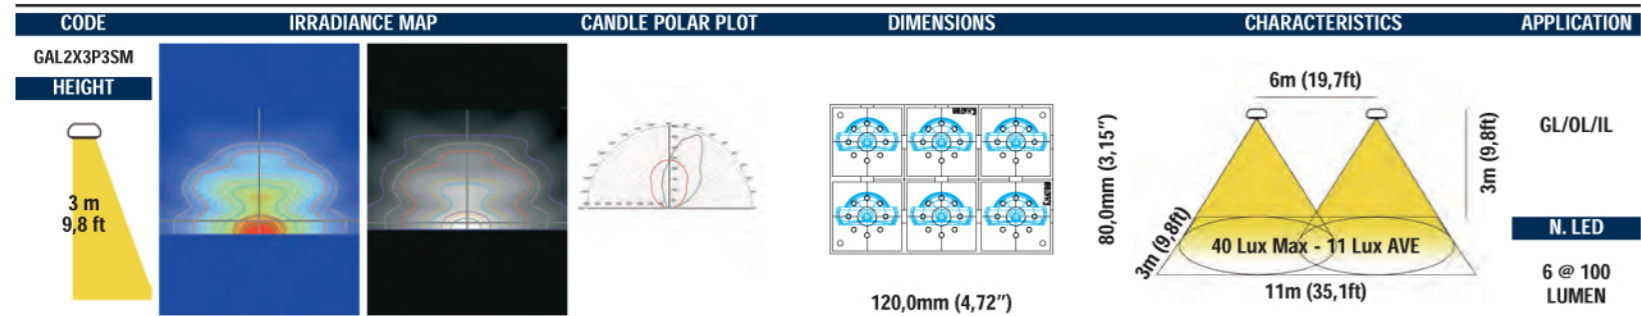 CODE
IRRADIANCE MAP
CANDLE POLAR PLOT
DIMENSIONS
CHARACTERISTICS
APPLICATION
GAL2X3P3SM
HEIGHT
3 m
9,8 ft
80,0mm (3,15”)
120,0mm (4,72”)
6m (19,7ft)
3m (9,8ft)
3m (9,8ft)
40 Lux Max - 11 Lux AVE
11m (35,1ft)
GL/OL/IL
N. LED
6 @ 100
LUMEN